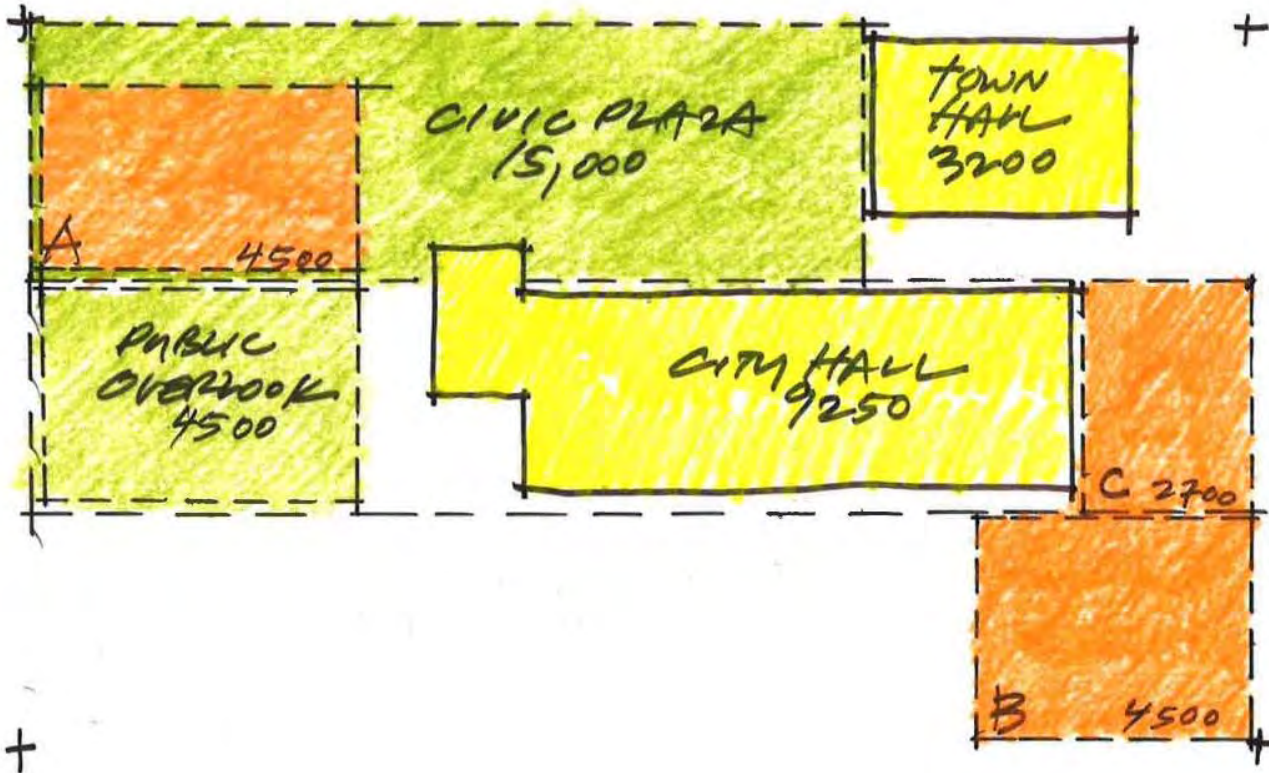 CIVIC PLAZA
15,000
TOWN
HALL
3200
A 4500
PUBLIC
OVERLOOK
4500
CITY HALL
9250
C 2700
B 4500